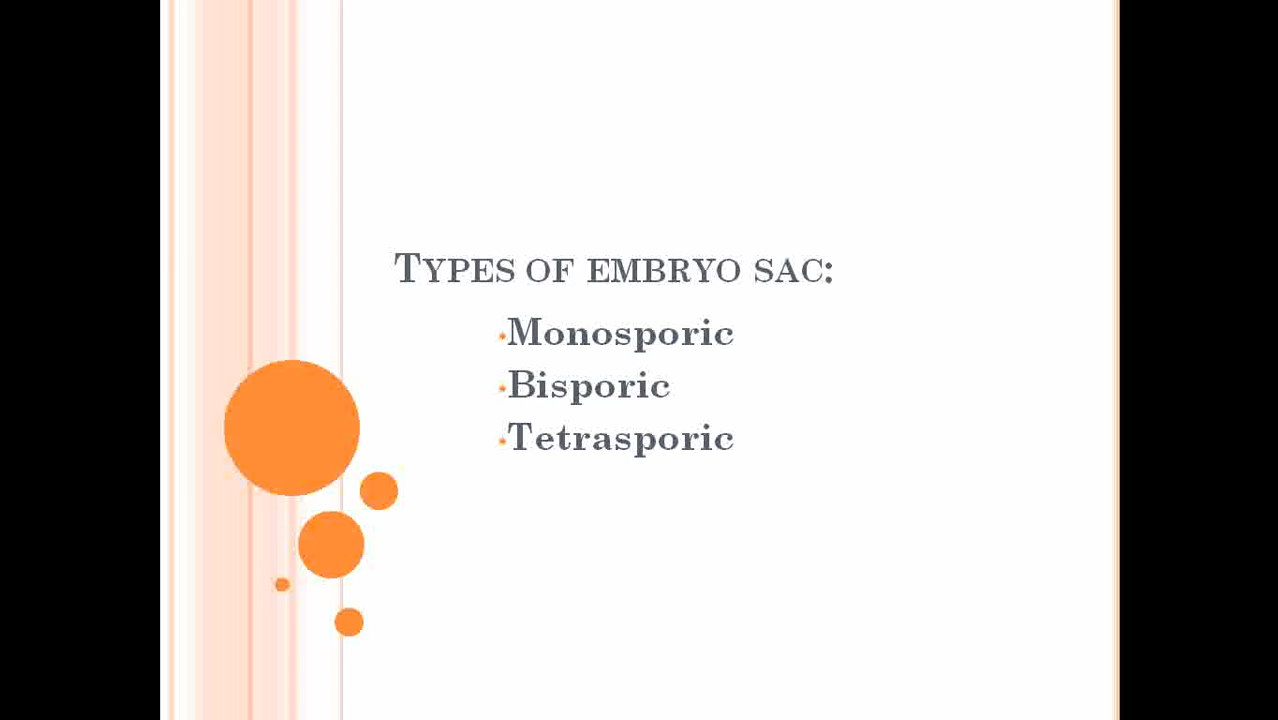 Types of embryo sac:
•Monosporic
•Bisporic
•Tetrasporic